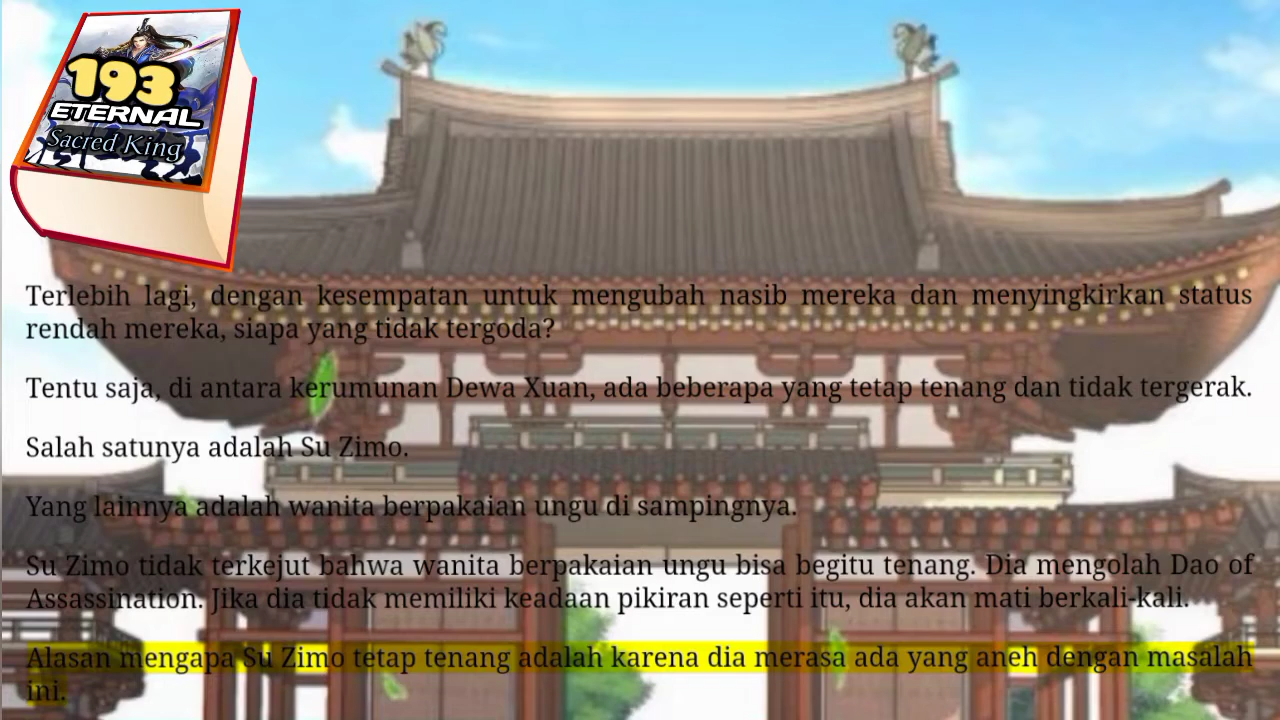 193
ETERNAL
Sacred King
Terlebih lagi, dengan kesempatan untuk mengubah nasib mereka dan menyingkirkan status
rendah mereka, siapa yang tidak tergoda?
Tentu saja, di antara kerumunan Dewa Xuan, ada beberapa yang tetap tenang dan tidak tergerak.
Salah satunya adalah Su Zimo.
Yang lainnya adalah wanita berpakaian ungu di sampingnya.
Su Zimo tidak terkejut bahwa wanita berpakaian ungu bisa begitu tenang. Dia mengolah Dao of
Assassination. Jika dia tidak memiliki keadaan pikiran seperti itu, dia akan mati berkali-kali.
Alasan mengapa Su Zimo tetap tenang adalah karena dia merasa ada yang aneh dengan masalah
ini.